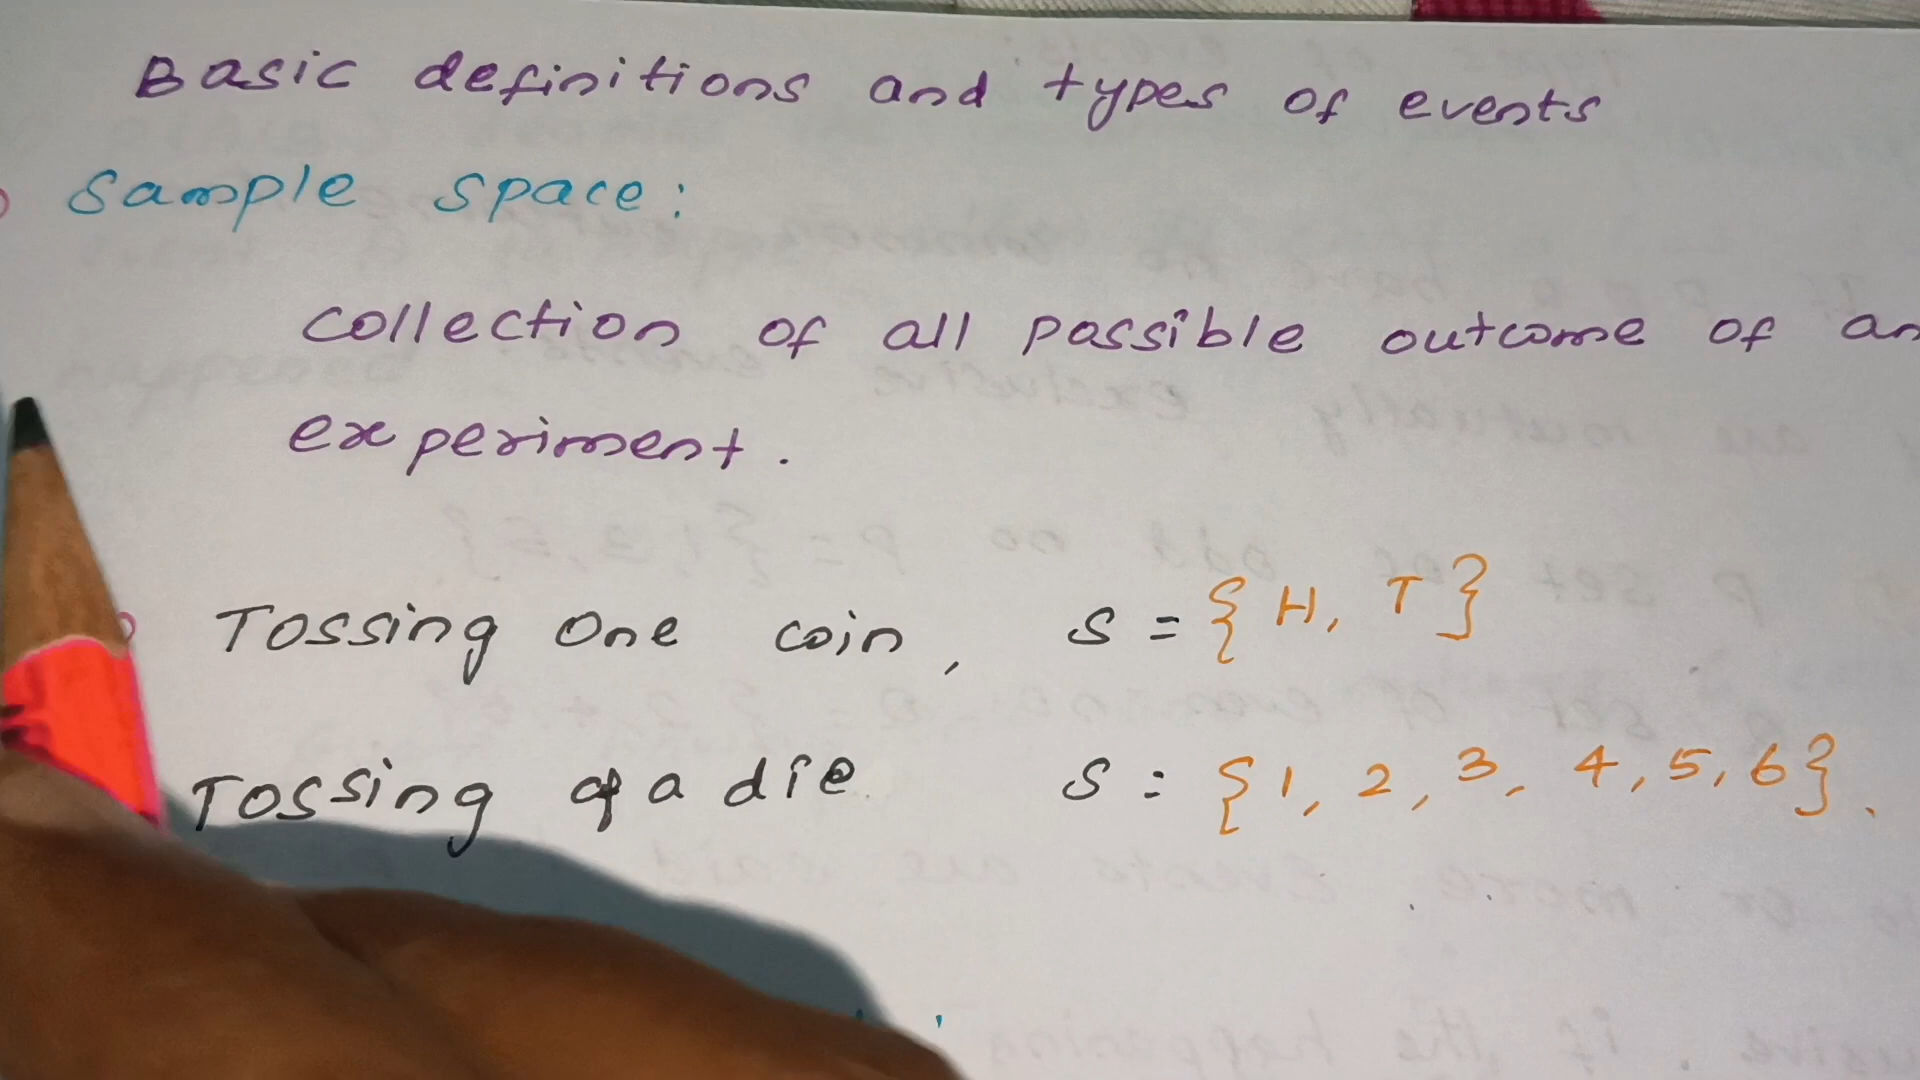 Basic definitions and types of events
Sample space:
collection of all possible outcome of an
experiment.
Tossing one coin, S = {H, T}
Tossing of a die S = {1, 2, 3, 4, 5, 6}.